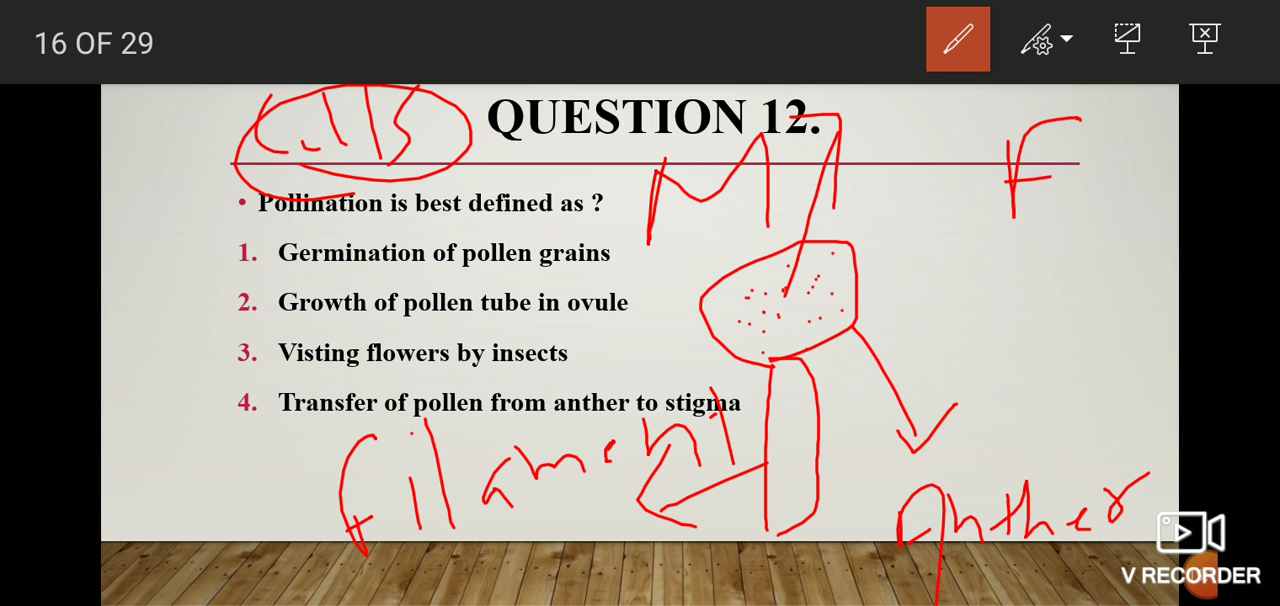 16 OF 29
QUESTION 12.
Cells
M
F
• Pollination is best defined as ?
1. Germination of pollen grains
2. Growth of pollen tube in ovule
3. Visting flowers by insects
4. Transfer of pollen from anther to stigma
filament
Anther
V RECORDER